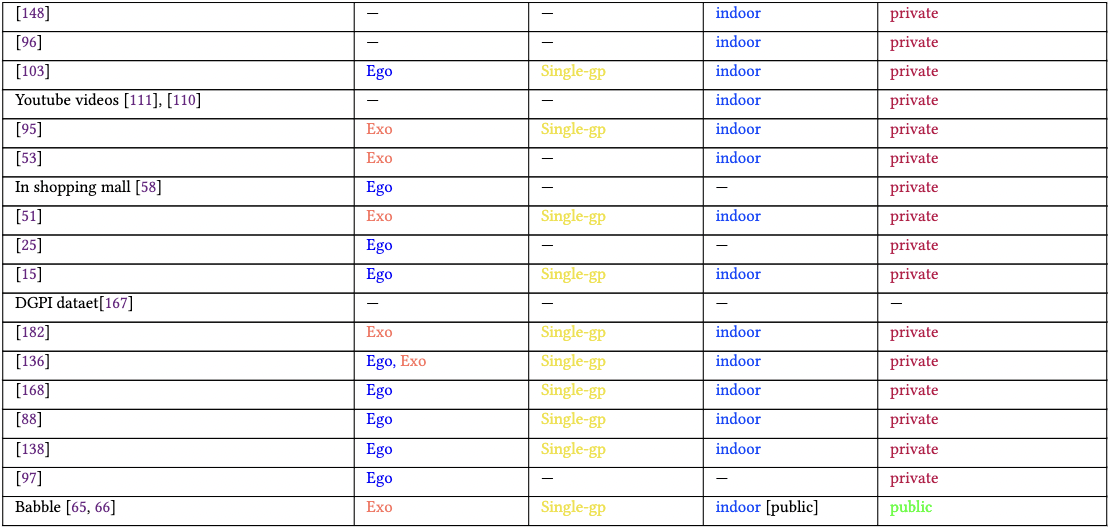 [148] — — indoor private
[96] — — indoor private
[103] Ego Single-gp indoor private
Youtube videos [111], [110] — — indoor private
[95] Exo Single-gp indoor private
[53] Exo — indoor private
In shopping mall [58] Ego — — private
[51] Exo Single-gp indoor private
[25] Ego — — private
[15] Ego Single-gp indoor private
DGPI dataet[167] — — — —
[182] Exo Single-gp indoor private
[136] Ego, Exo Single-gp indoor private
[168] Ego Single-gp indoor private
[88] Ego Single-gp indoor private
[138] Ego Single-gp indoor private
[97] Ego — — private
Babble [65, 66] Exo Single-gp indoor [public] public